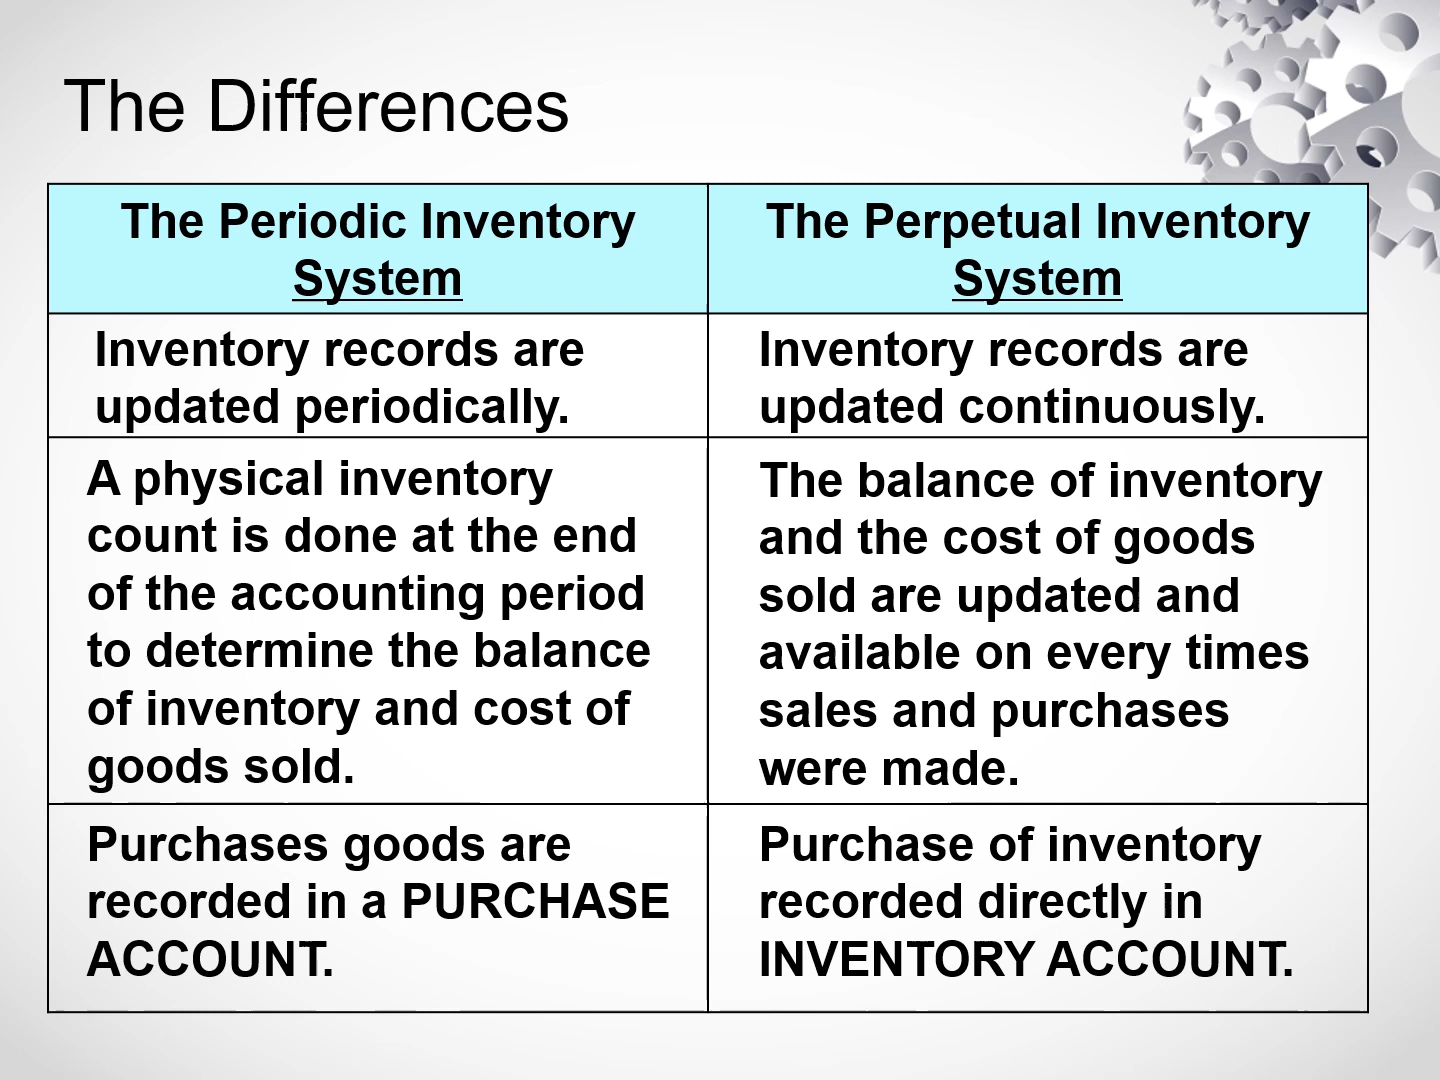 The Differences
The Periodic Inventory
System
The Perpetual Inventory
System
Inventory records are
updated periodically.
Inventory records are
updated continuously.
A physical inventory
count is done at the end
of the accounting period
to determine the balance
of inventory and cost of
goods sold.
The balance of inventory
and the cost of goods
sold are updated and
available on every times
sales and purchases
were made.
Purchases goods are
recorded in a PURCHASE
ACCOUNT.
Purchase of inventory
recorded directly in
INVENTORY ACCOUNT.